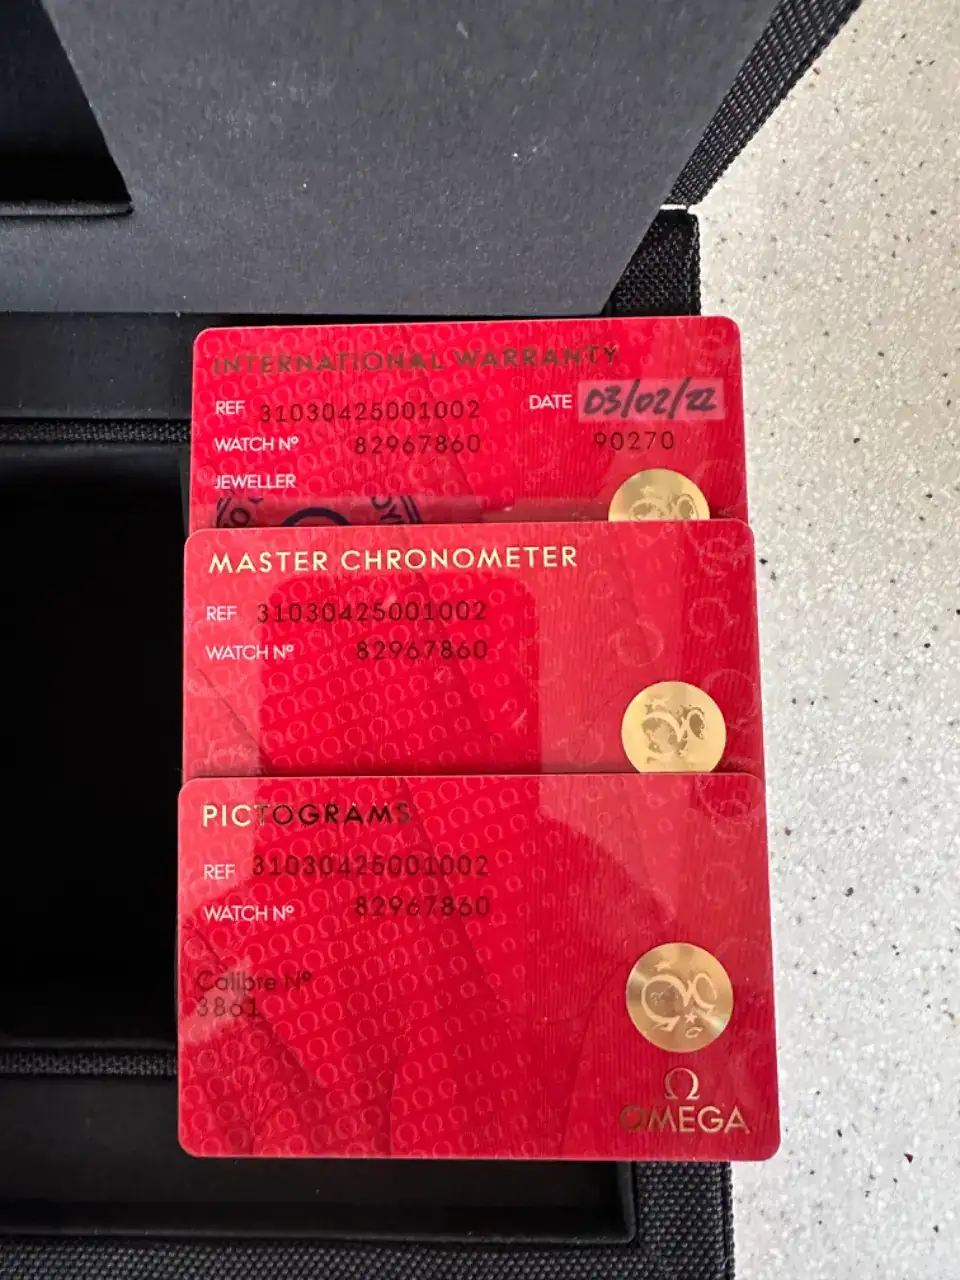 INTERNATIONAL WARRANTY
REF 31030425001002 DATE 03/02/22
WATCH Nº 82967860 90270
JEWELLER
MASTER CHRONOMETER
REF 31030425001002
WATCH Nº 82967860
PICTOGRAMS
REF 31030425001002
WATCH Nº 82967860
Calibre Nº
3861
Ω
OMEGA